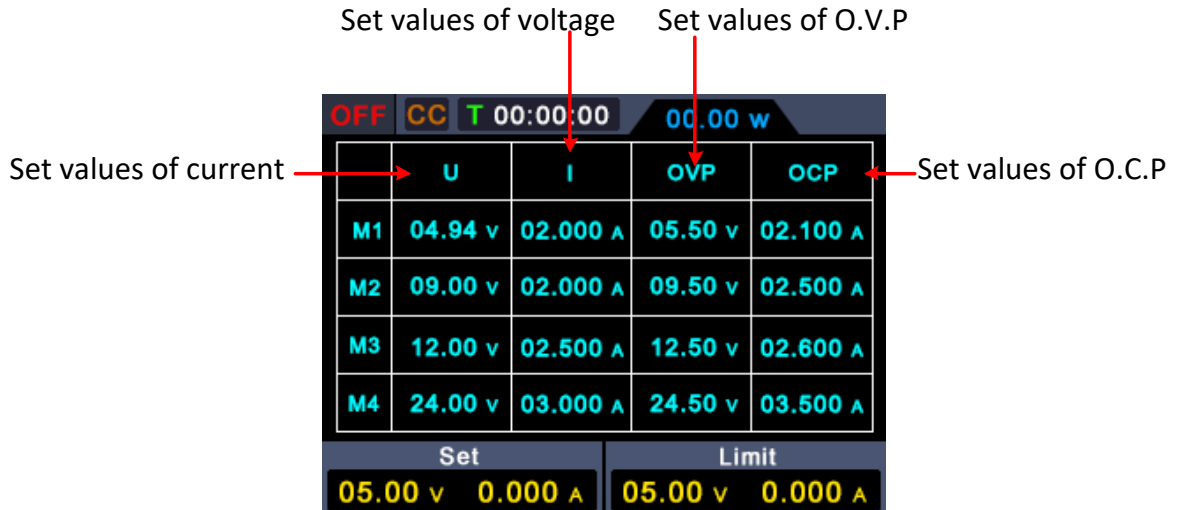 Set values of voltage Set values of O.V.P
OFF CC T 00:00:00 00.00 W
Set values of current U I OVP OCP Set values of O.C.P
M1 04.94 V 02.000 A 05.50 V 02.100 A
M2 09.00 V 02.000 A 09.50 V 02.500 A
M3 12.00 V 02.500 A 12.50 V 02.600 A
M4 24.00 V 03.000 A 24.50 V 03.500 A
Set Limit
05.00 V 0.000 A 05.00 V 0.000 A